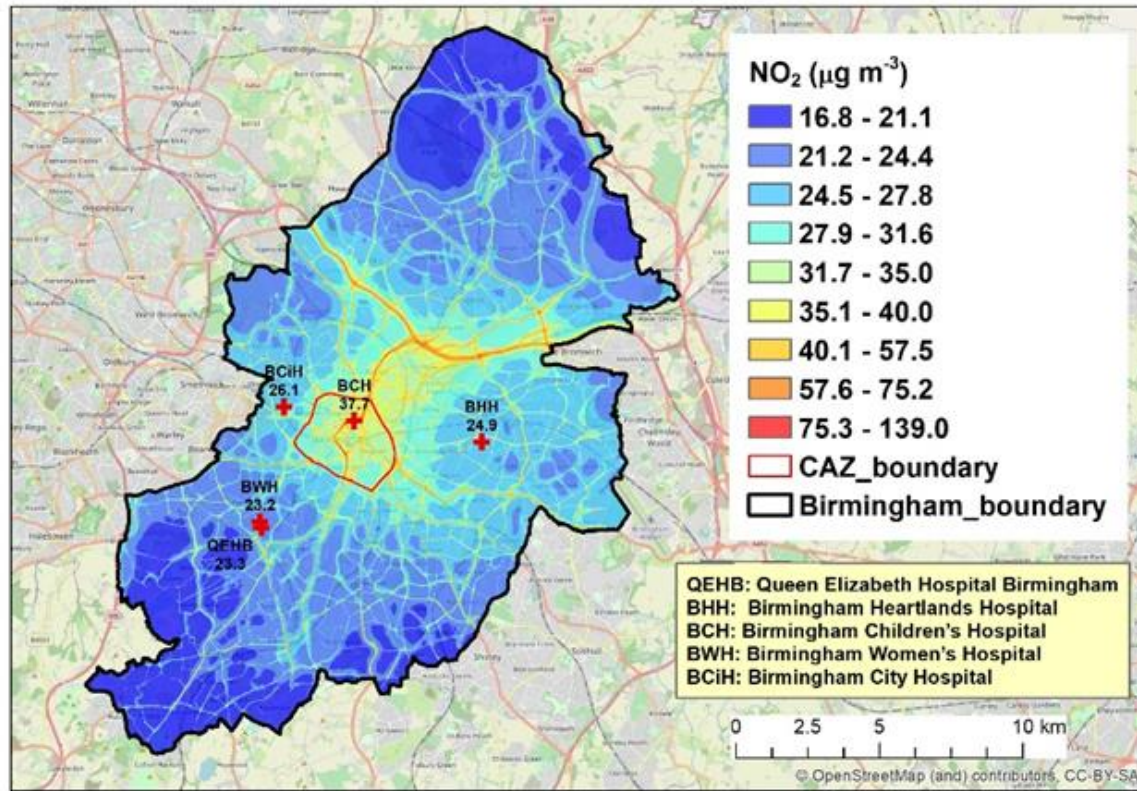 NO₂ (μg m⁻³)
16.8 - 21.1
21.2 - 24.4
24.5 - 27.8
27.9 - 31.6
31.7 - 35.0
35.1 - 40.0
40.1 - 57.5
57.6 - 75.2
75.3 - 139.0
CAZ_boundary
Birmingham_boundary
BCiH
26.1
BCH
37.7
BHH
24.9
BWH
23.2
QEHB
23.3
QEHB: Queen Elizabeth Hospital Birmingham
BHH: Birmingham Heartlands Hospital
BCH: Birmingham Children's Hospital
BWH: Birmingham Women's Hospital
BCiH: Birmingham City Hospital
0 5 10 km
© OpenStreetMap (and) contributors, CC-BY-SA